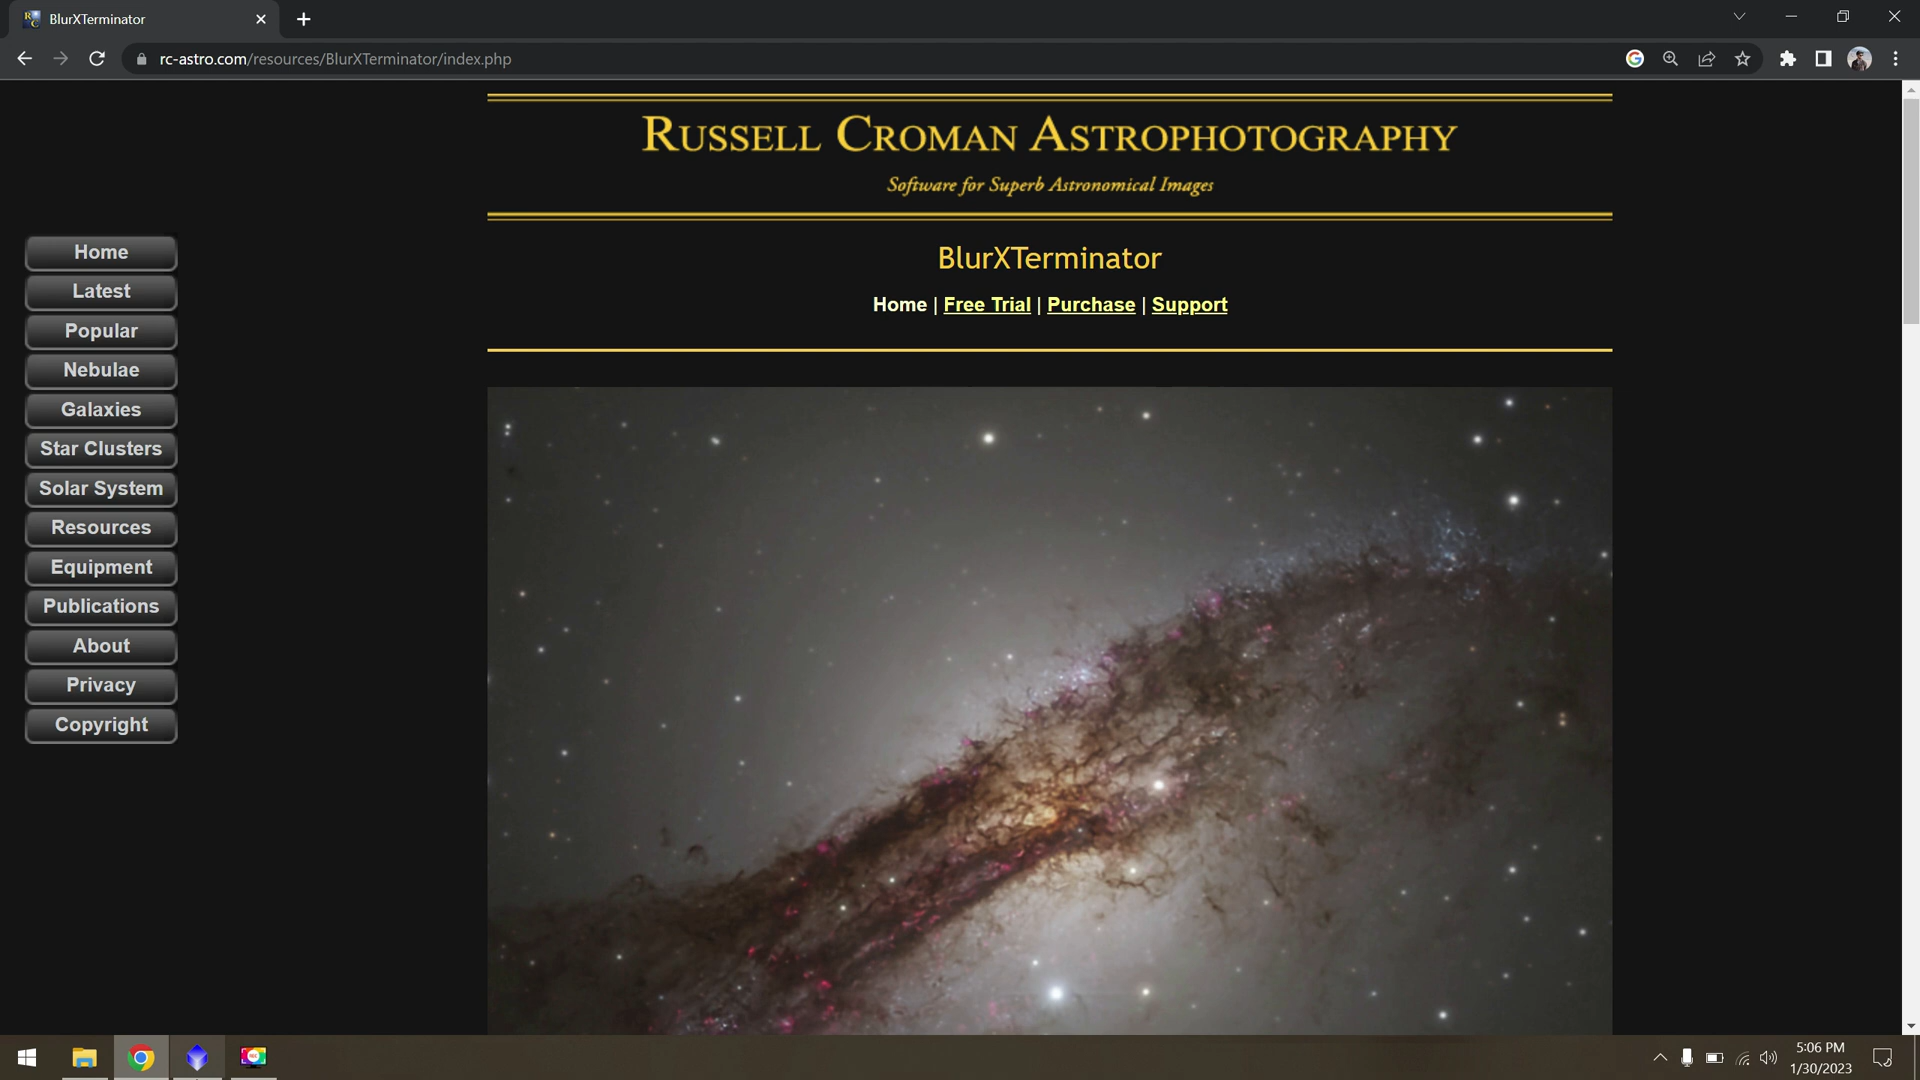 BlurXTerminator
rc-astro.com/resources/BlurXTerminator/index.php
RUSSELL CROMAN ASTROPHOTOGRAPHY
Software for Superb Astronomical Images
BlurXTerminator
Home | Free Trial | Purchase | Support
Home
Latest
Popular
Nebulae
Galaxies
Star Clusters
Solar System
Resources
Equipment
Publications
About
Privacy
Copyright
5:06 PM
1/30/2023